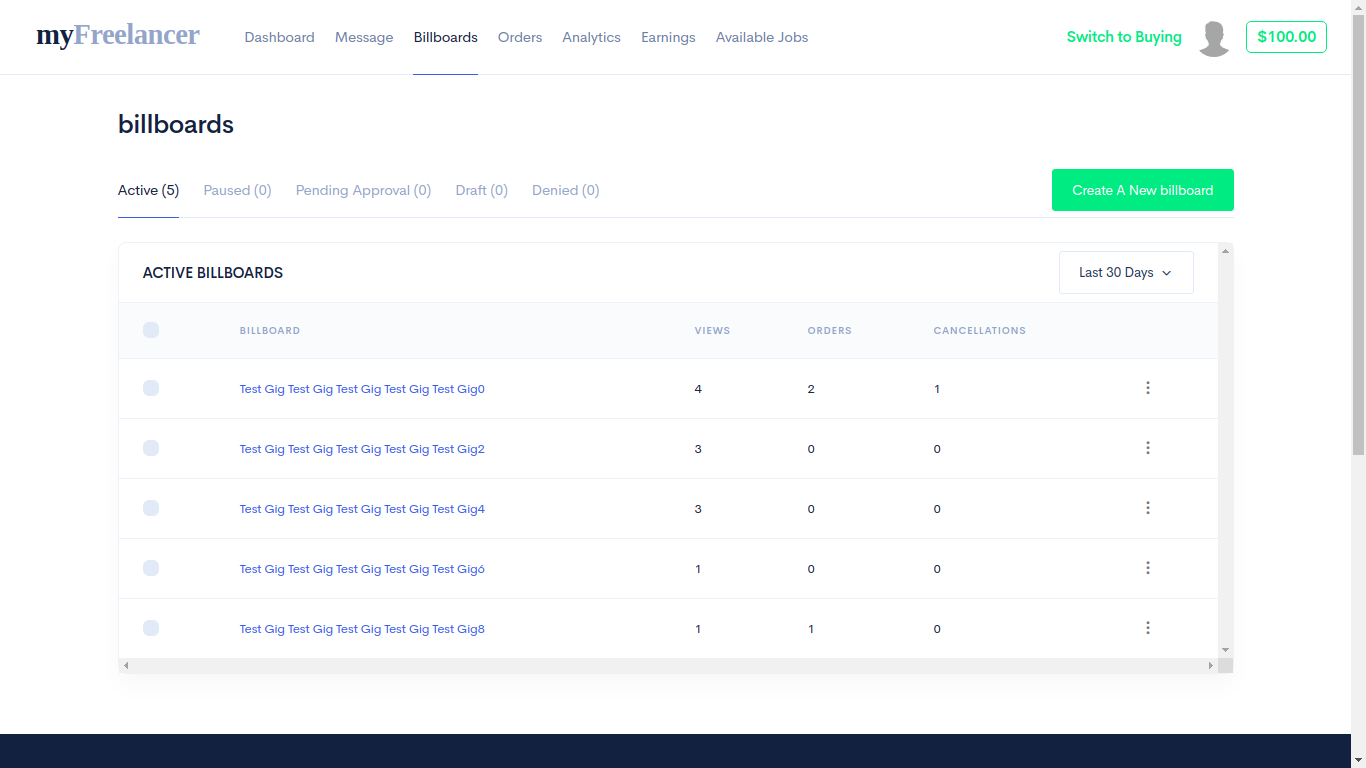 myFreelancer Dashboard Message Billboards Orders Analytics Earnings Available Jobs Switch to Buying $100.00
billboards
Active (5) Paused (0) Pending Approval (0) Draft (0) Denied (0) Create A New billboard
ACTIVE BILLBOARDS Last 30 Days
BILLBOARD VIEWS ORDERS CANCELLATIONS
Test Gig Test Gig Test Gig Test Gig Test Gig0 4 2 1
Test Gig Test Gig Test Gig Test Gig Test Gig2 3 0 0
Test Gig Test Gig Test Gig Test Gig Test Gig4 3 0 0
Test Gig Test Gig Test Gig Test Gig Test Gig6 1 0 0
Test Gig Test Gig Test Gig Test Gig Test Gig8 1 1 0